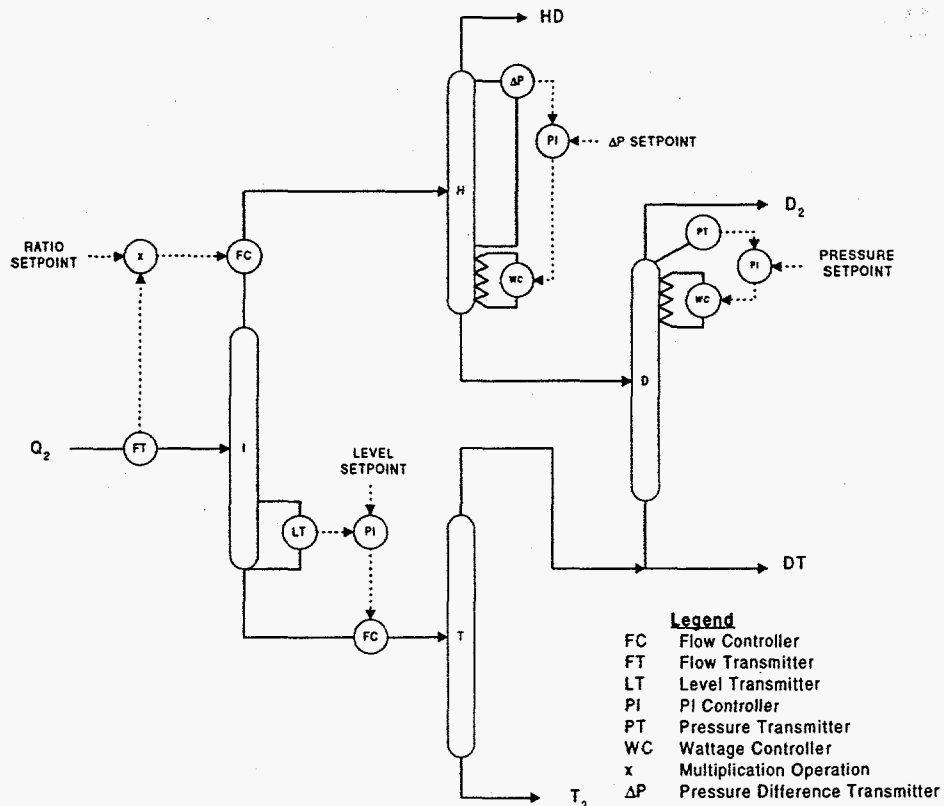 HD
ΔP
PI
ΔP SETPOINT
H
D₂
PT
RATIO
SETPOINT
x
FC
WC
PI
PRESSURE
SETPOINT
WC
D
Q₂
FT
I
LEVEL
SETPOINT
LT
PI
DT
FC
T
T₂
Legend
FC Flow Controller
FT Flow Transmitter
LT Level Transmitter
PI PI Controller
PT Pressure Transmitter
WC Wattage Controller
x Multiplication Operation
ΔP Pressure Difference Transmitter